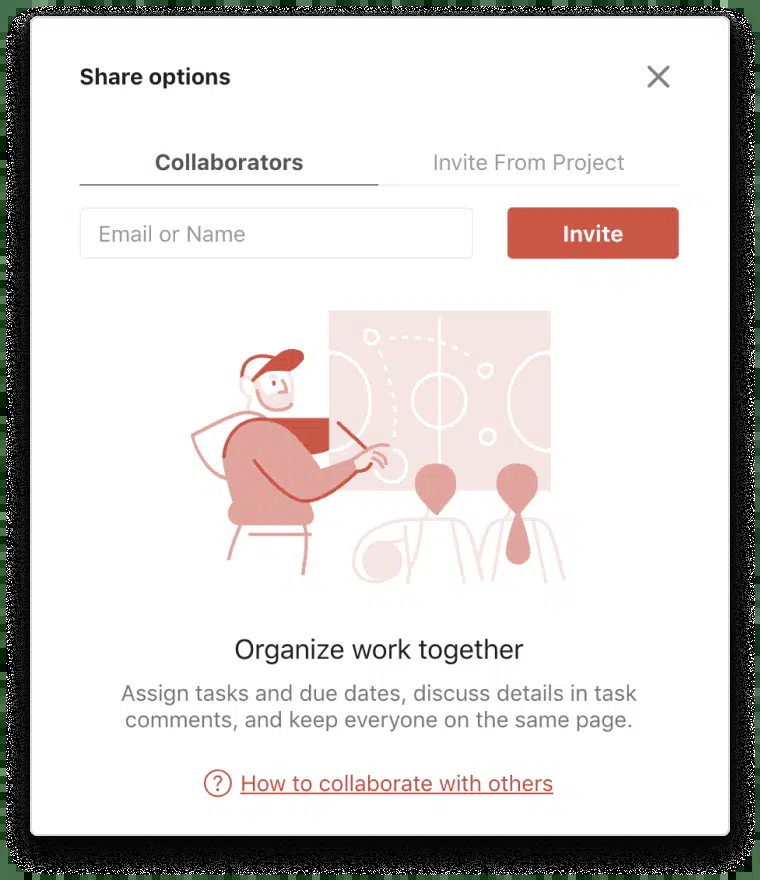 Share options
Collaborators
Invite From Project
Email or Name
Invite
Organize work together
Assign tasks and due dates, discuss details in task
comments, and keep everyone on the same page.
? How to collaborate with others